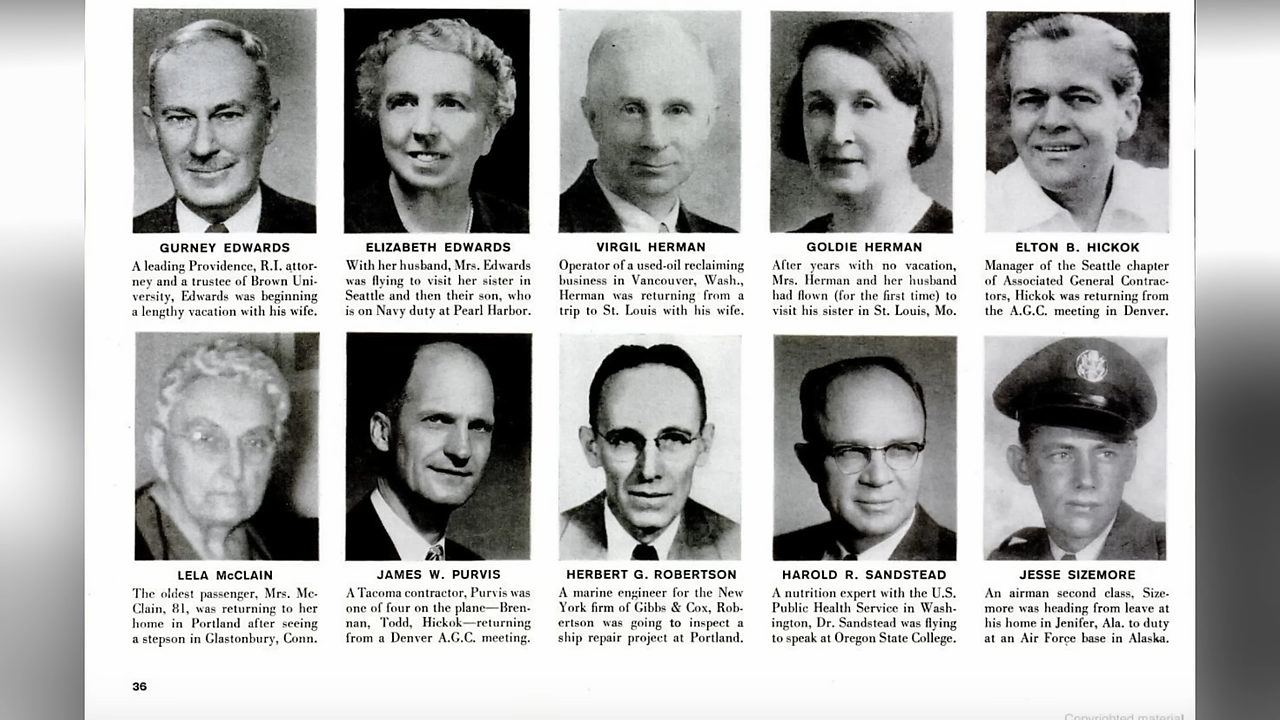 GURNEY EDWARDS
A leading Providence, R.I. attor-
ney and a trustee of Brown Uni-
versity, Edwards was beginning
a lengthy vacation with his wife.
ELIZABETH EDWARDS
With her husband, Mrs. Edwards
was flying to visit her sister in
Seattle and then their son, who
is on Navy duty at Pearl Harbor.
VIRGIL HERMAN
Operator of a used-oil reclaiming
business in Vancouver, Wash.,
Herman was returning from a
trip to St. Louis with his wife.
GOLDIE HERMAN
After years with no vacation,
Mrs. Herman and her husband
had flown (for the first time) to
visit his sister in St. Louis, Mo.
ELTON B. HICKOK
Manager of the Seattle chapter
of Associated General Contrac-
tors, Hickok was returning from
the A.G.C. meeting in Denver.
LELA McCLAIN
The oldest passenger, Mrs. Mc-
Clain, 81, was returning to her
home in Portland after seeing
a stepson in Glastonbury, Conn.
JAMES W. PURVIS
A Tacoma contractor, Purvis was
one of four on the plane—Bren-
nan, Todd, Hickok—returning
from a Denver A.G.C. meeting.
HERBERT G. ROBERTSON
A marine engineer for the New
York firm of Gibbs & Cox, Rob-
ertson was going to inspect a
ship repair project at Portland.
HAROLD R. SANDSTEAD
A nutrition expert with the U.S.
Public Health Service in Wash-
ington, Dr. Sandstead was flying
to speak at Oregon State College.
JESSE SIZEMORE
An airman second class, Size-
more was heading from leave at
his home in Jenifer, Ala. to duty
at an Air Force base in Alaska.
36
Copyrighted material